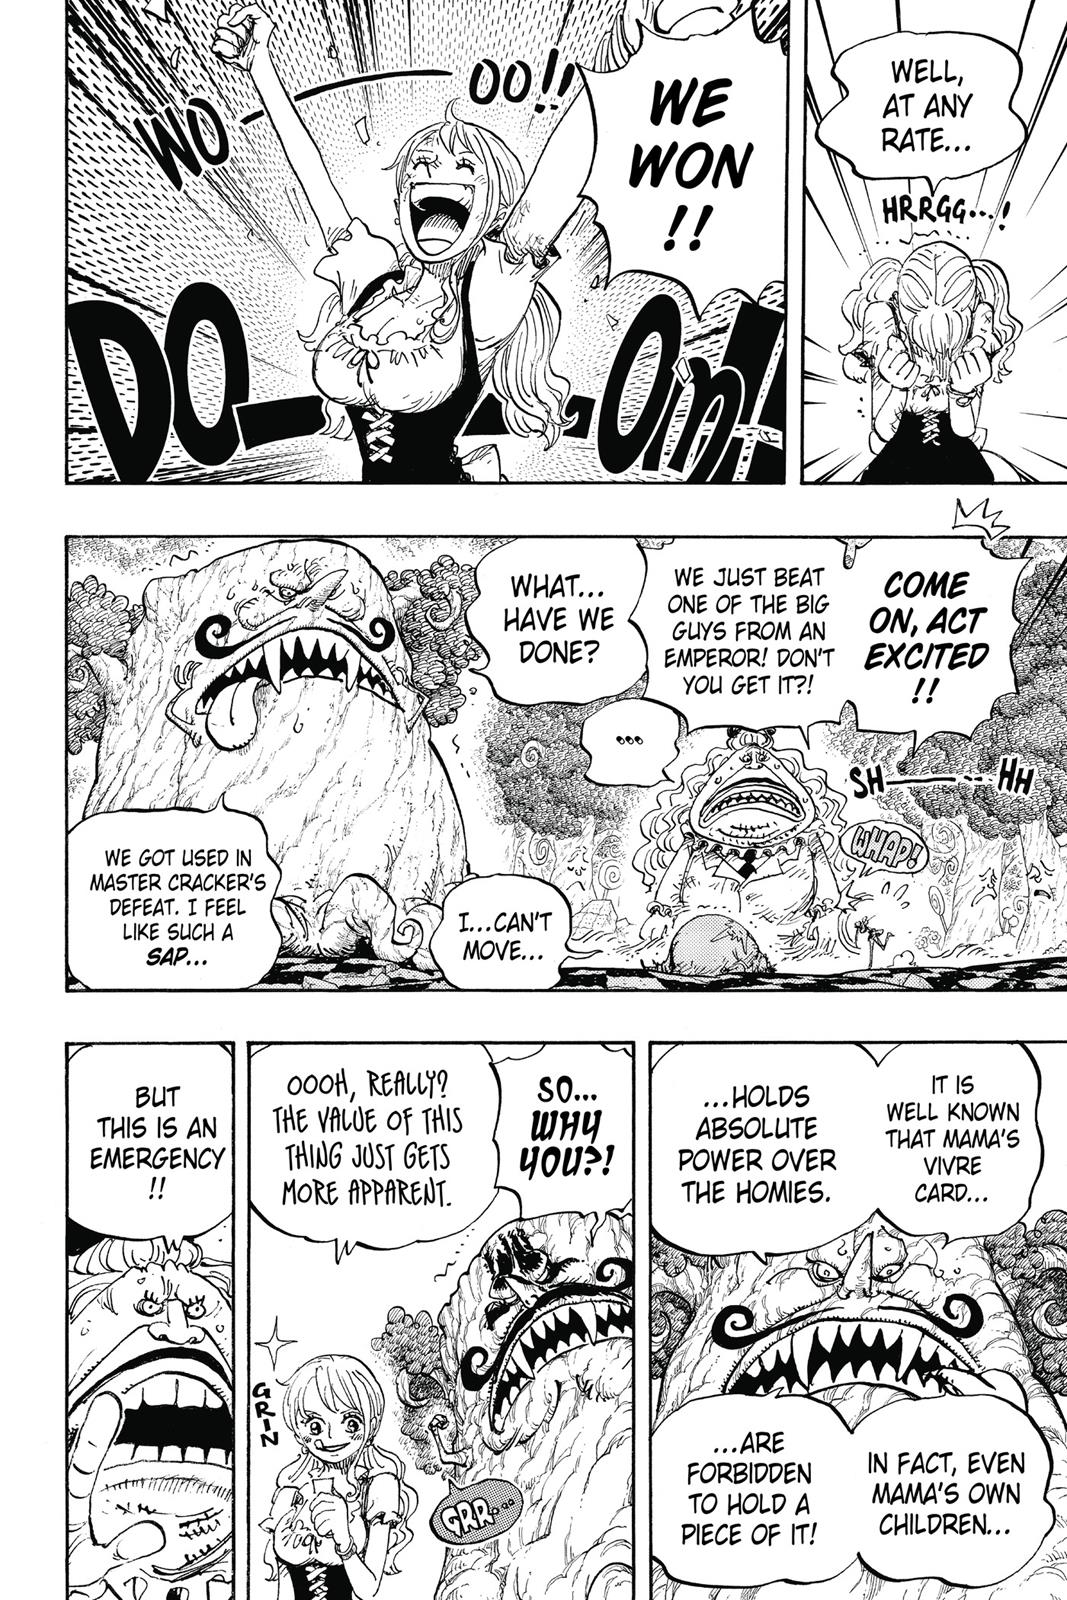 WELL,
AT ANY
RATE...
HRRGG...!
WE
WON
!!
WO
OO!!
DO
OM!!
COME
ON, ACT
EXCITED
!!
WE JUST BEAT
ONE OF THE BIG
GUYS FROM AN
EMPEROR! DON'T
YOU GET IT?!
WHAT...
HAVE WE
DONE?
...
SH
HH
WHAP!
I...CAN'T
MOVE...
WE GOT USED IN
MASTER CRACKER'S
DEFEAT. I FEEL
LIKE SUCH A
SAP...
IT IS
WELL KNOWN
THAT MAMA'S
VIVRE
CARD...
...HOLDS
ABSOLUTE
POWER OVER
THE HOMIES.
IN FACT, EVEN
MAMA'S OWN
CHILDREN...
...ARE
FORBIDDEN
TO HOLD A
PIECE OF IT!
SO...
WHY
YOU?!
OOOH, REALLY?
THE VALUE OF THIS
THING JUST GETS
MORE APPARENT.
GRIN
GRR...
BUT
THIS IS AN
EMERGENCY
!!